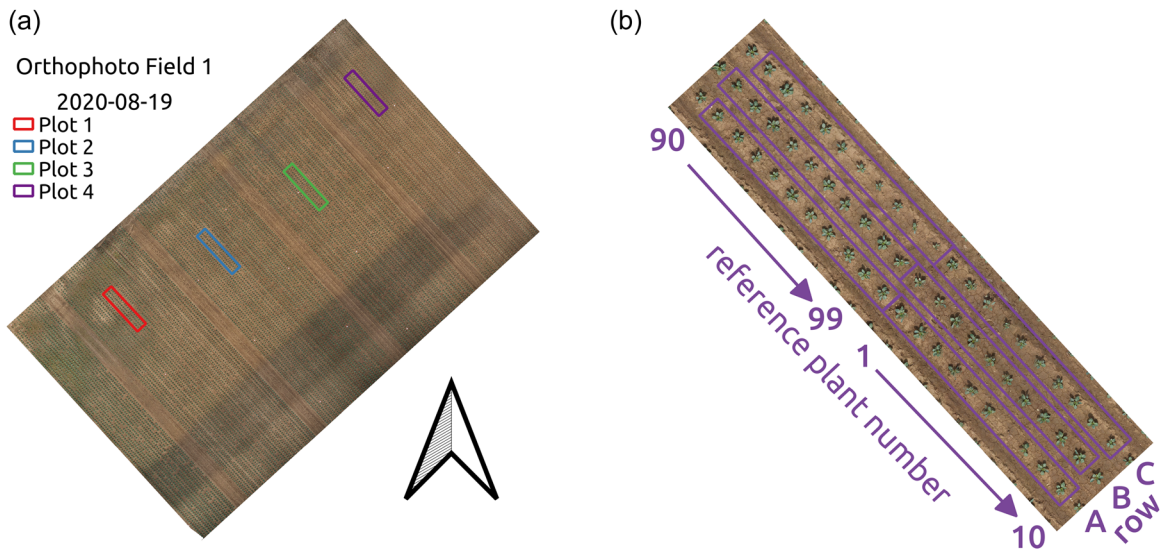 (a)
Orthophoto Field 1
2020-08-19
Plot 1
Plot 2
Plot 3
Plot 4
(b)
90
99
1
10
reference plant number
A
B
C
row